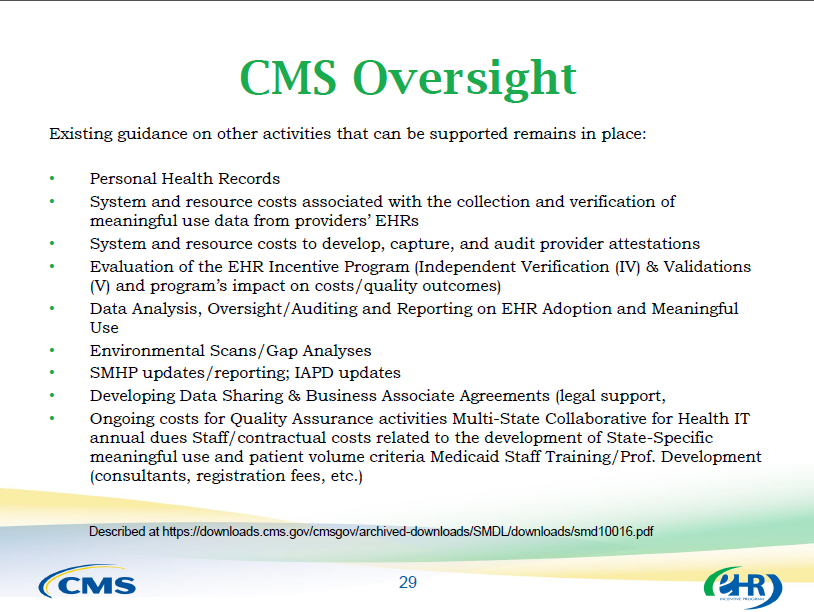 CMS Oversight
Existing guidance on other activities that can be supported remains in place:
• Personal Health Records
• System and resource costs associated with the collection and verification of
meaningful use data from providers’ EHRs
• System and resource costs to develop, capture, and audit provider attestations
• Evaluation of the EHR Incentive Program (Independent Verification (IV) & Validations
(V) and program’s impact on costs/quality outcomes)
• Data Analysis, Oversight/Auditing and Reporting on EHR Adoption and Meaningful
Use
• Environmental Scans/Gap Analyses
• SMHP updates/reporting; IAPD updates
• Developing Data Sharing & Business Associate Agreements (legal support,
• Ongoing costs for Quality Assurance activities Multi-State Collaborative for Health IT
annual dues Staff/contractual costs related to the development of State-Specific
meaningful use and patient volume criteria Medicaid Staff Training/Prof. Development
(consultants, registration fees, etc.)
Described at https://downloads.cms.gov/cmsgov/archived-downloads/SMDL/downloads/smd10016.pdf
CMS
29
eHR
INCENTIVE PROGRAM